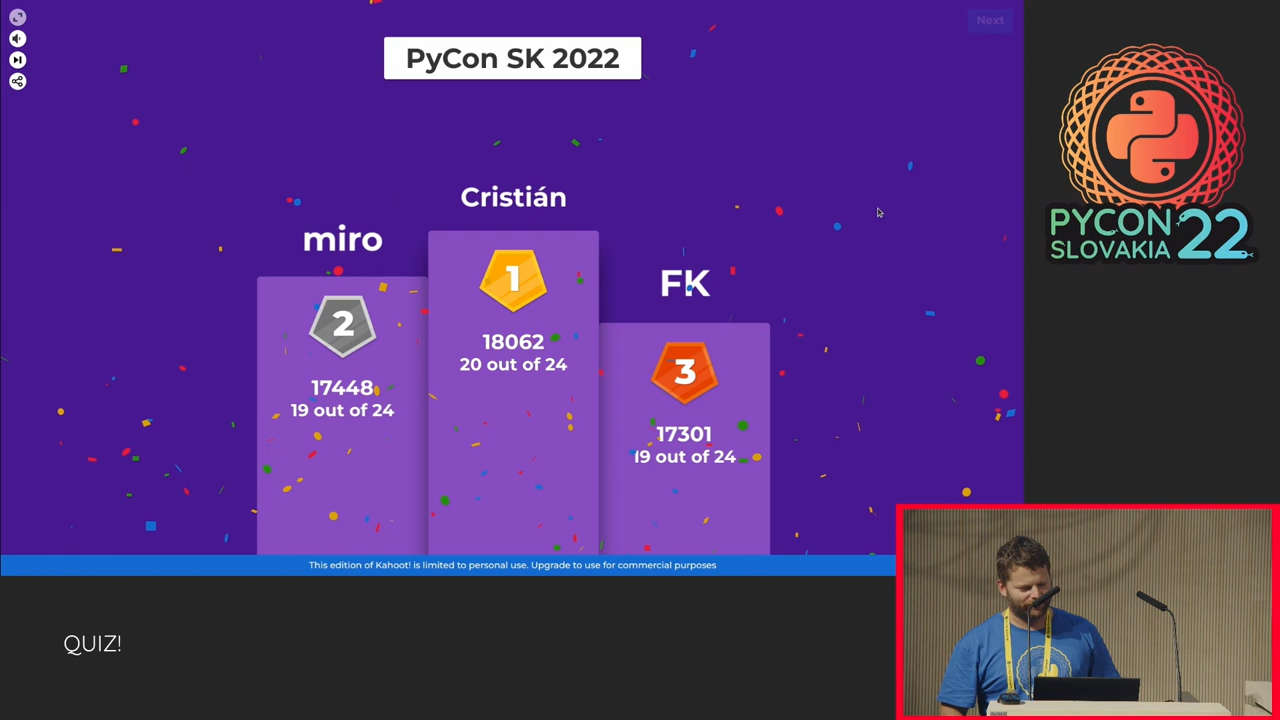 Next
PyCon SK 2022
Cristián
miro
FK
1
2
3
18062
20 out of 24
17448
19 out of 24
17301
19 out of 24
This edition of Kahoot! is limited to personal use. Upgrade to use for commercial purposes
QUIZ!
PYCON
SLOVAKIA
22